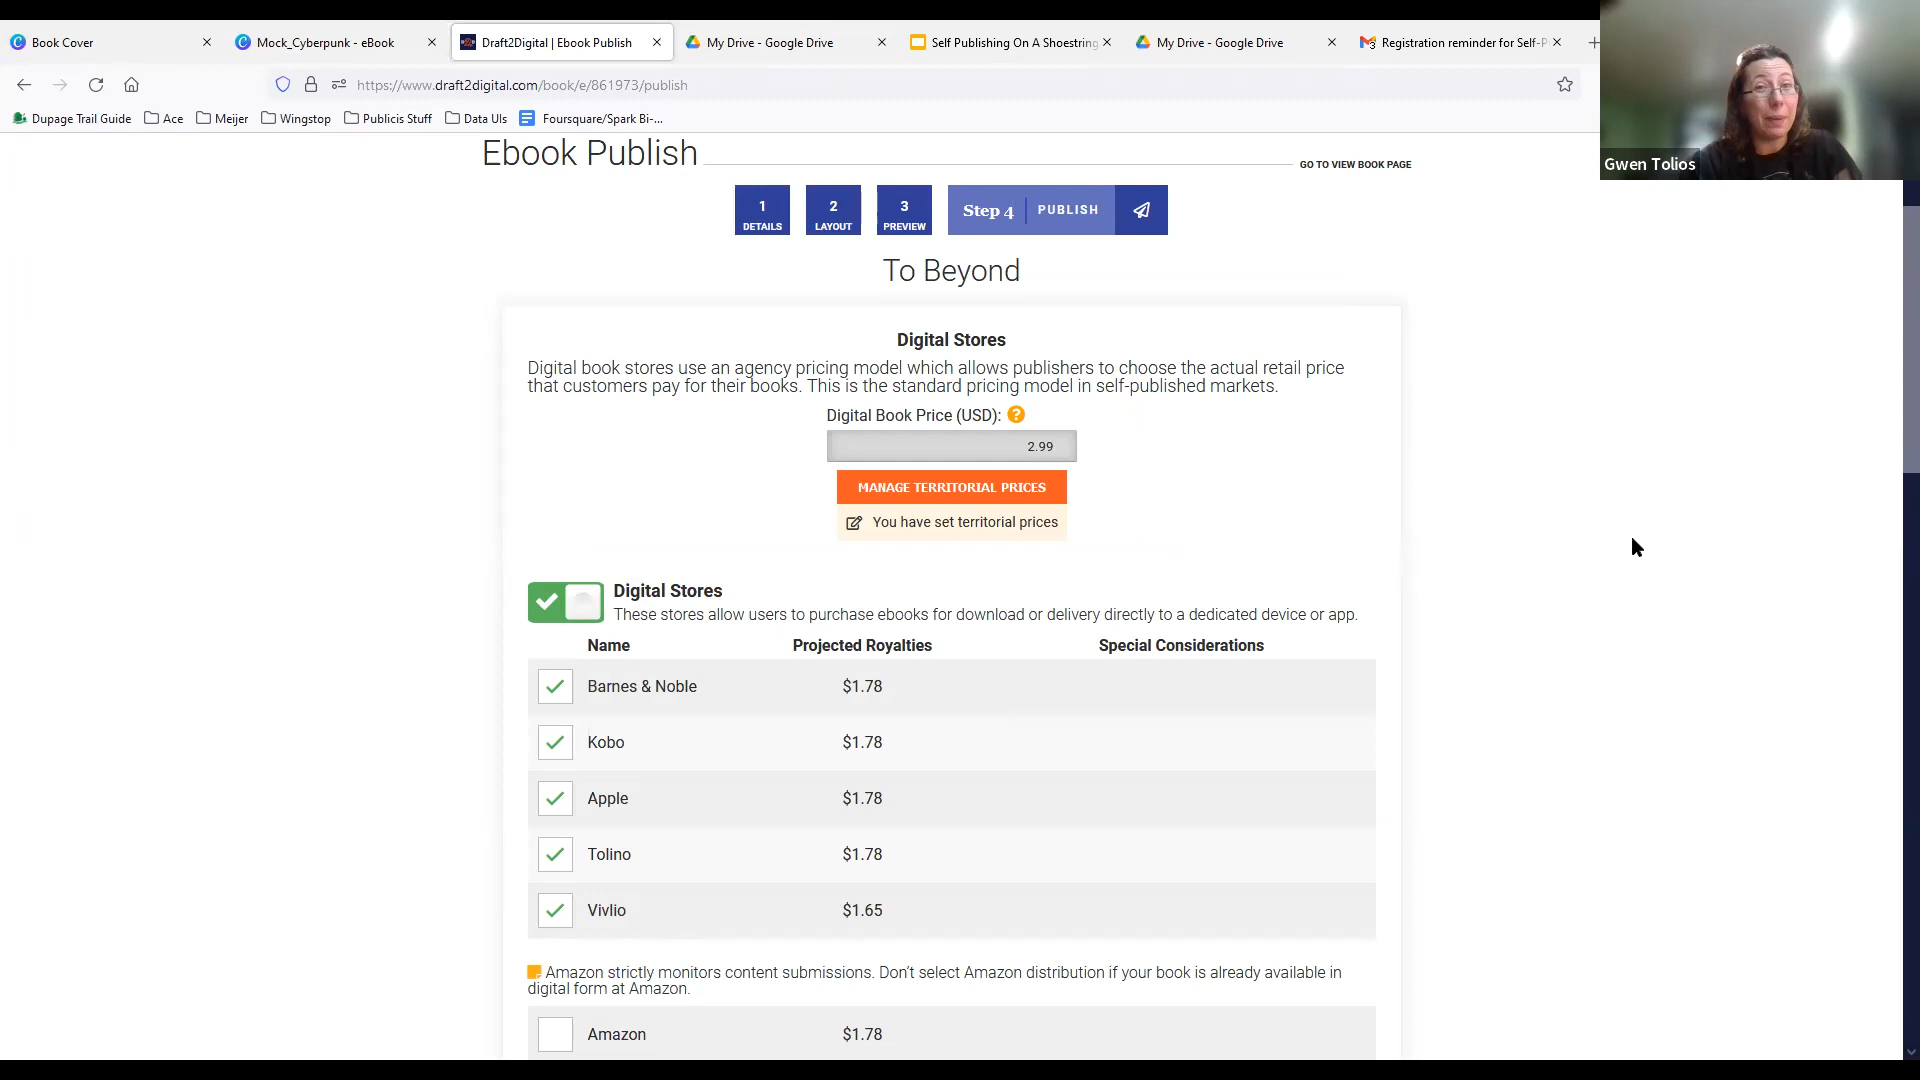 Book Cover
Mock_Cyberpunk - eBook
Draft2Digital | Ebook Publish
My Drive - Google Drive
Self Publishing On A Shoestring
My Drive - Google Drive
Registration reminder for Self-P
https://www.draft2digital.com/book/e/861973/publish
Dupage Trail Guide
Ace
Meijer
Wingstop
Publicis Stuff
Data UIs
Foursquare/Spark Bi-...
Gwen Tolios
Ebook Publish
GO TO VIEW BOOK PAGE
1
DETAILS
2
LAYOUT
3
PREVIEW
Step 4
PUBLISH
To Beyond
Digital Stores
Digital book stores use an agency pricing model which allows publishers to choose the actual retail price
that customers pay for their books. This is the standard pricing model in self-published markets.
Digital Book Price (USD): ?
2.99
MANAGE TERRITORIAL PRICES
You have set territorial prices
Digital Stores
These stores allow users to purchase ebooks for download or delivery directly to a dedicated device or app.
Name Projected Royalties Special Considerations
Barnes & Noble $1.78
Kobo $1.78
Apple $1.78
Tolino $1.78
Vivlio $1.65
Amazon strictly monitors content submissions. Don't select Amazon distribution if your book is already available in
digital form at Amazon.
Amazon $1.78